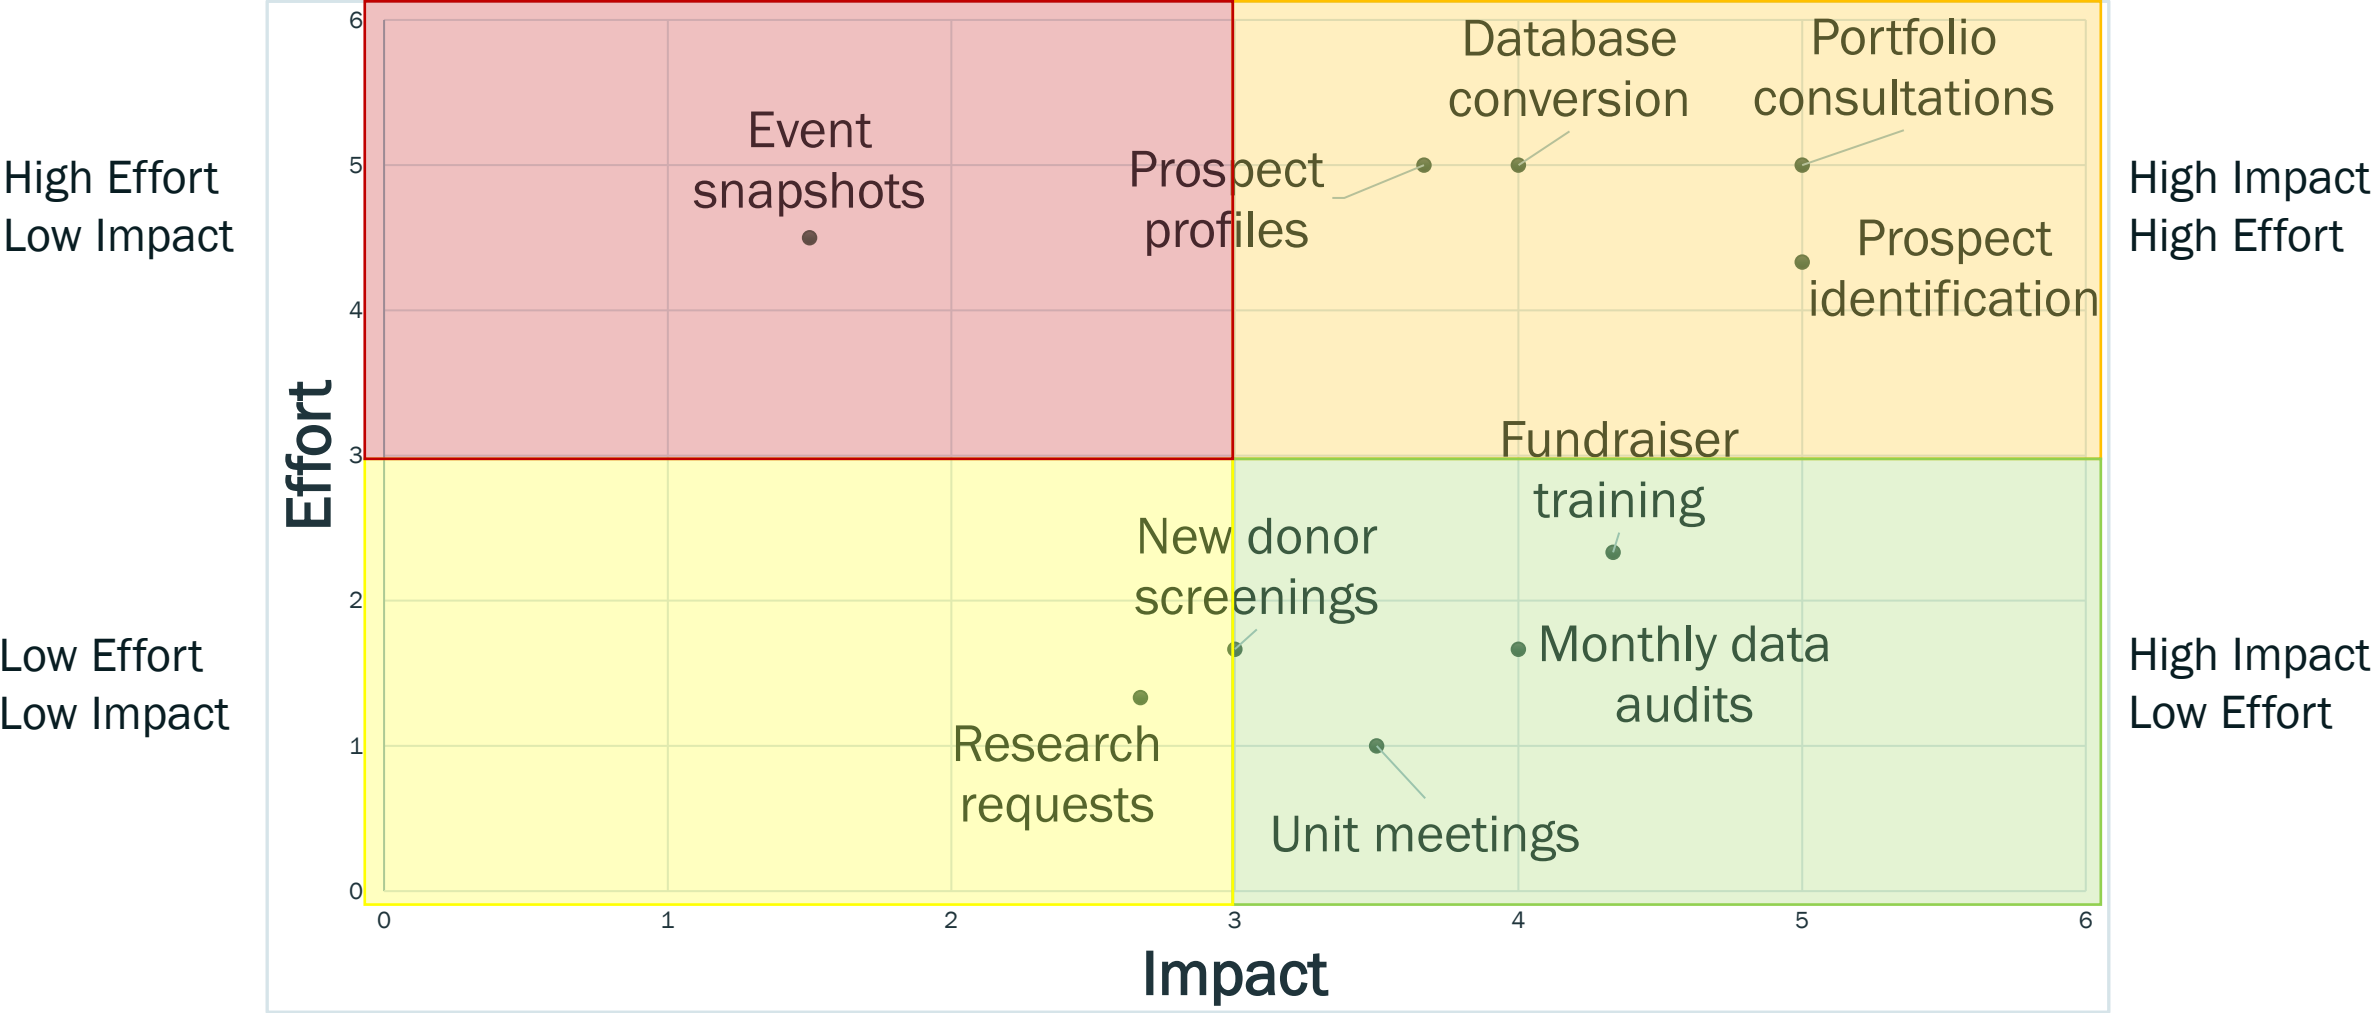 6
Database
conversion
Portfolio
consultations
Event
snapshots
Prospect
profiles
5
High Effort
Low Impact
High Impact
High Effort
Prospect
identification
4
Effort
3
Fundraiser
training
New donor
screenings
2
Monthly data
audits
Low Effort
Low Impact
High Impact
Low Effort
Research
requests
1
Unit meetings
0
0 1 2 3 4 5 6
Impact